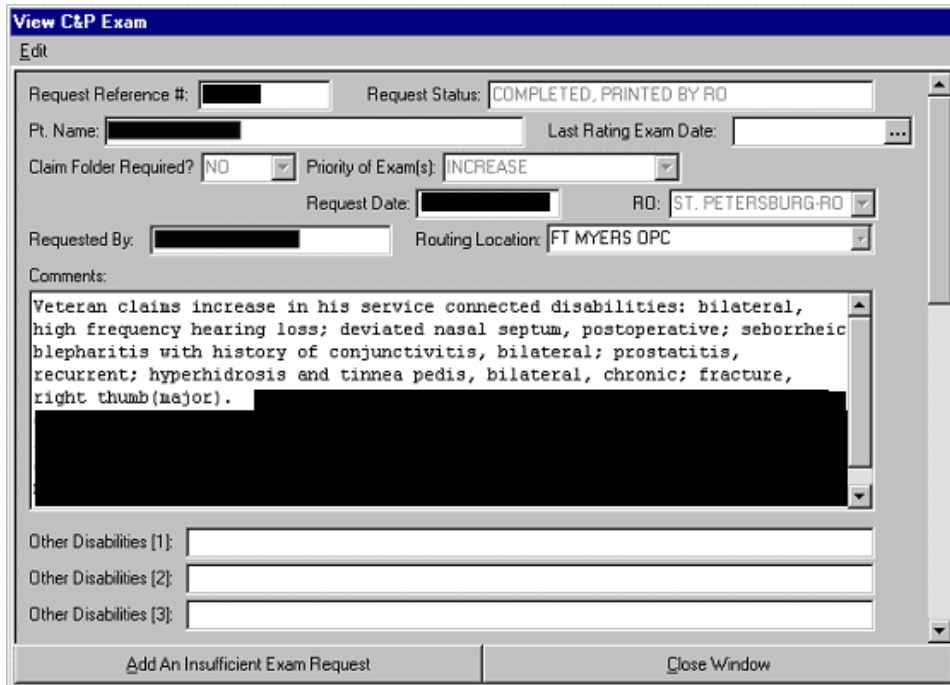 View C&P Exam
Edit
Request Reference #: Request Status: COMPLETED, PRINTED BY RO
Pt. Name: Last Rating Exam Date: ...
Claim Folder Required? NO Priority of Exam(s): INCREASE
Request Date: RO: ST. PETERSBURG-RO
Requested By: Routing Location: FT MYERS OPC
Comments:
Veteran claims increase in his service connected disabilities: bilateral,
high frequency hearing loss; deviated nasal septum, postoperative; seborrheic
blepharitis with history of conjunctivitis, bilateral; prostatitis,
recurrent; hyperhidrosis and tinnea pedis, bilateral, chronic; fracture,
right thumb(major).
Other Disabilities [1]:
Other Disabilities [2]:
Other Disabilities [3]:
Add An Insufficient Exam Request Close Window